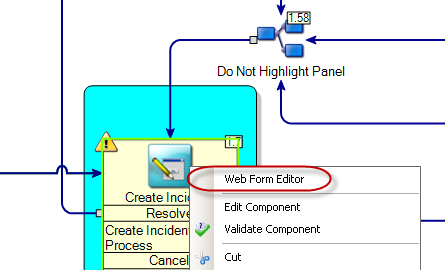 1.58
Do Not Highlight Panel
1.7
Create Inci
Resolve
Create Incident
Process
Cancel
Web Form Editor
Edit Component
Validate Component
Cut